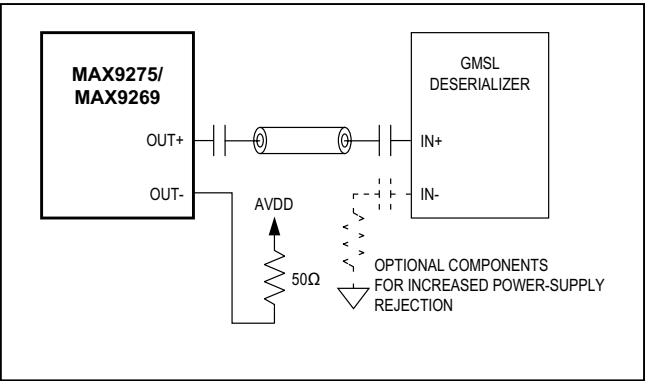 MAX9275/
MAX9269
GMSL
DESERIALIZER
OUT+
IN+
OUT-
IN-
AVDD
50Ω
OPTIONAL COMPONENTS
FOR INCREASED POWER-SUPPLY
REJECTION